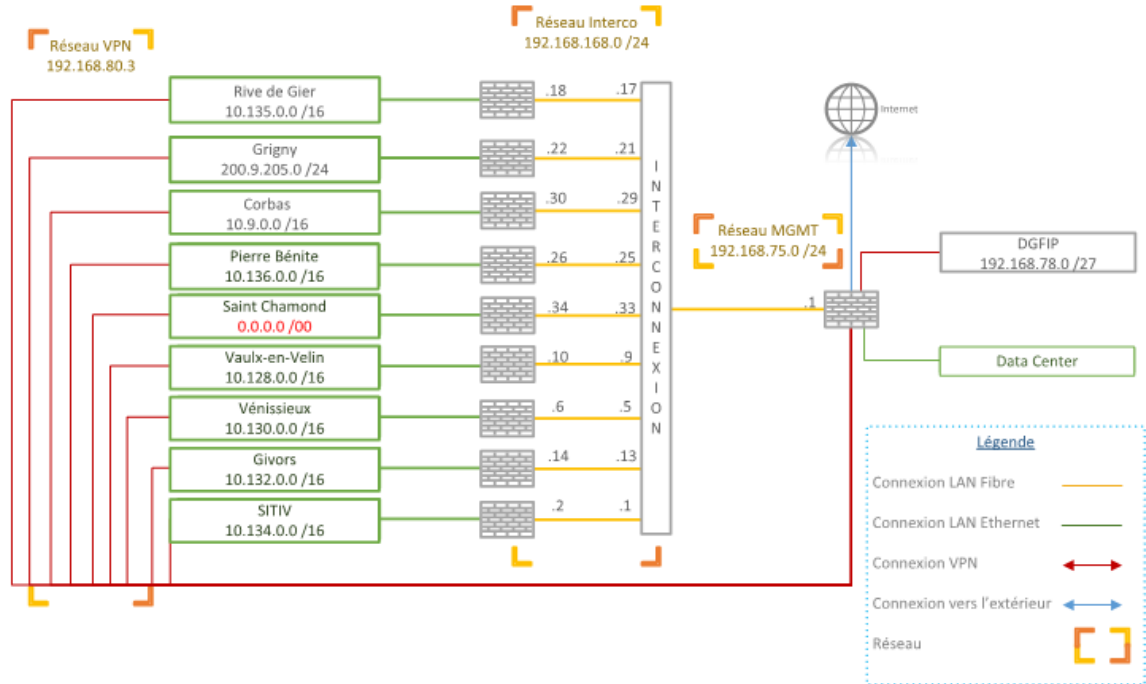 Réseau VPN
192.168.80.3
Réseau Interco
192.168.168.0 /24
Rive de Gier
10.135.0.0 /16
.18
.17
Internet
Grigny
200.9.205.0 /24
.22
.21
Corbas
10.9.0.0 /16
.30
.29
Pierre Bénite
10.136.0.0 /16
.26
.25
Saint Chamond
0.0.0.0 /00
.34
.33
Vaulx-en-Velin
10.128.0.0 /16
.10
.9
Vénissieux
10.130.0.0 /16
.6
.5
Givors
10.132.0.0 /16
.14
.13
SITIV
10.134.0.0 /16
.2
.1
INTERCONNEXION
Réseau MGMT
192.168.75.0 /24
.1
DGFIP
192.168.78.0 /27
Data Center
Légende
Connexion LAN Fibre
Connexion LAN Ethernet
Connexion VPN
Connexion vers l'extérieur
Réseau